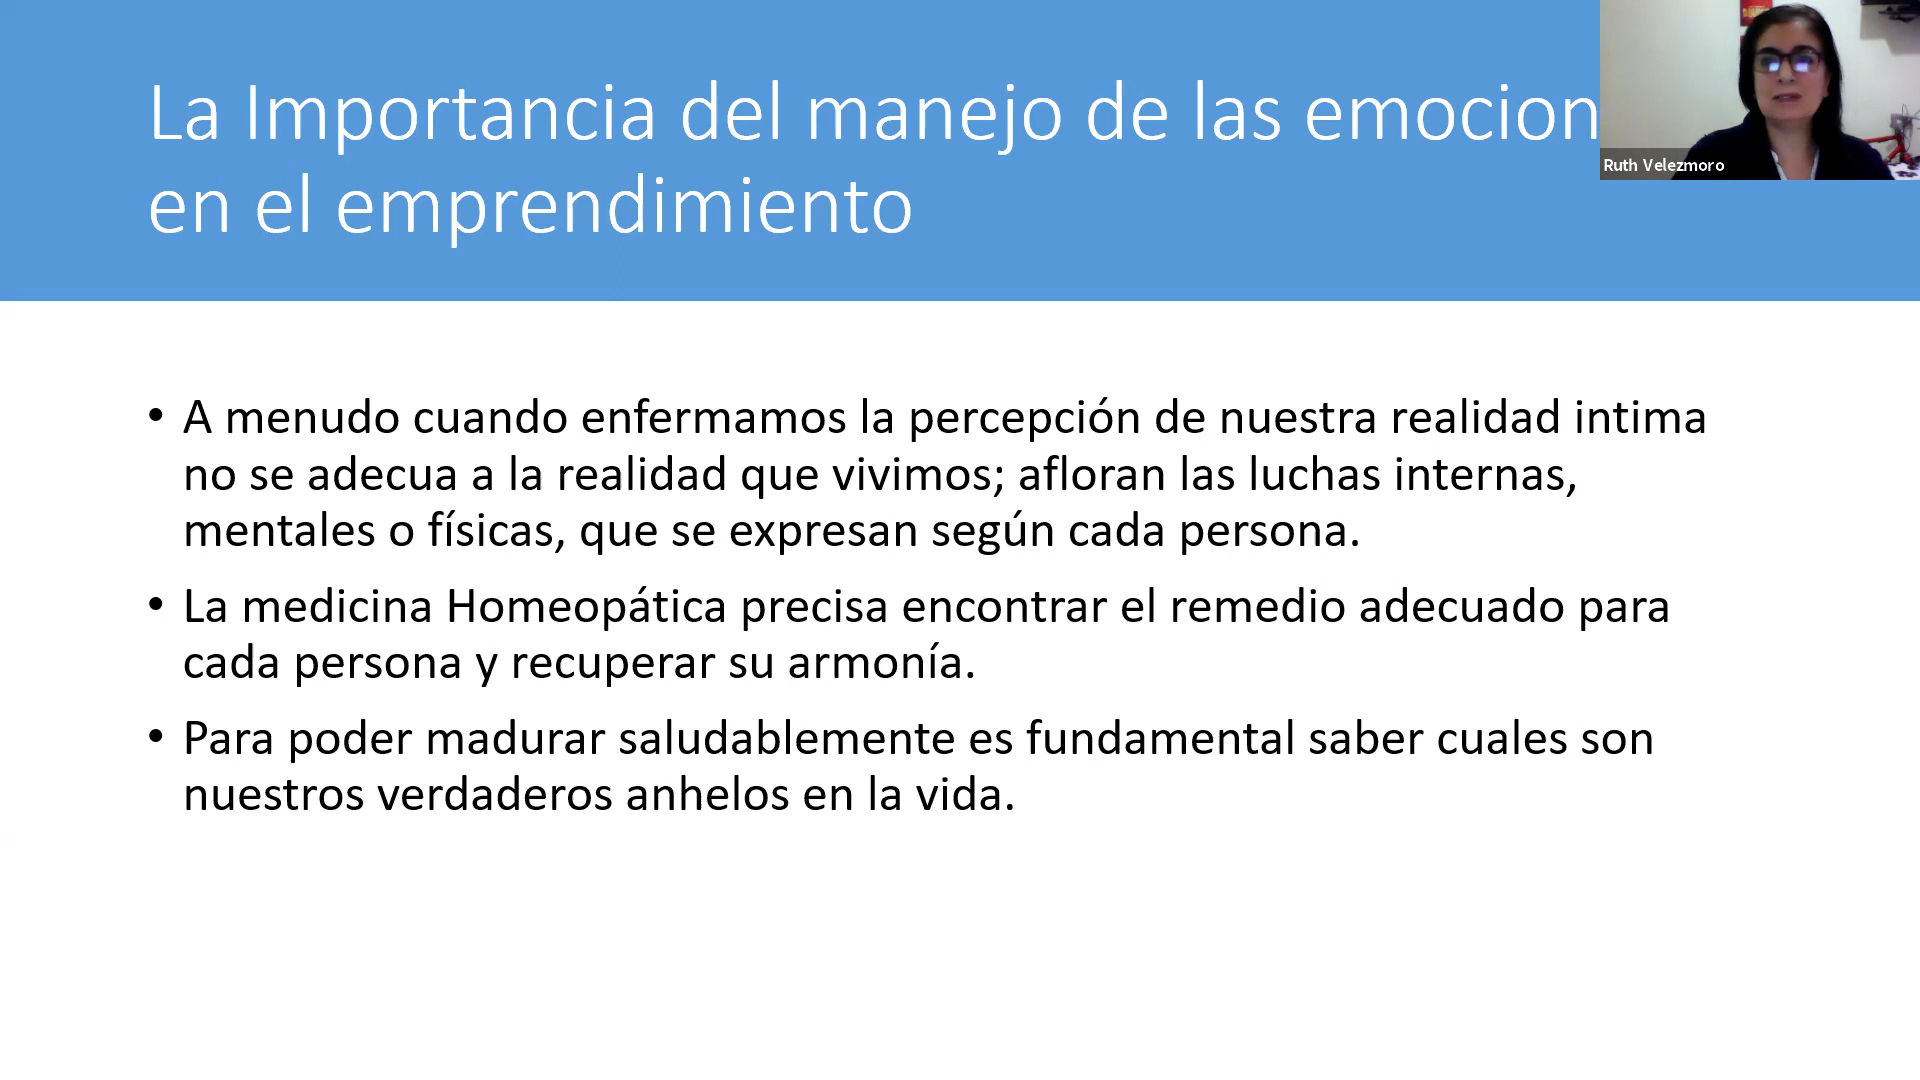 La Importancia del manejo de las emocion
en el emprendimiento
Ruth Velezmoro
• A menudo cuando enfermamos la percepción de nuestra realidad intima
no se adecua a la realidad que vivimos; afloran las luchas internas,
mentales o físicas, que se expresan según cada persona.
• La medicina Homeopática precisa encontrar el remedio adecuado para
cada persona y recuperar su armonía.
• Para poder madurar saludablemente es fundamental saber cuales son
nuestros verdaderos anhelos en la vida.